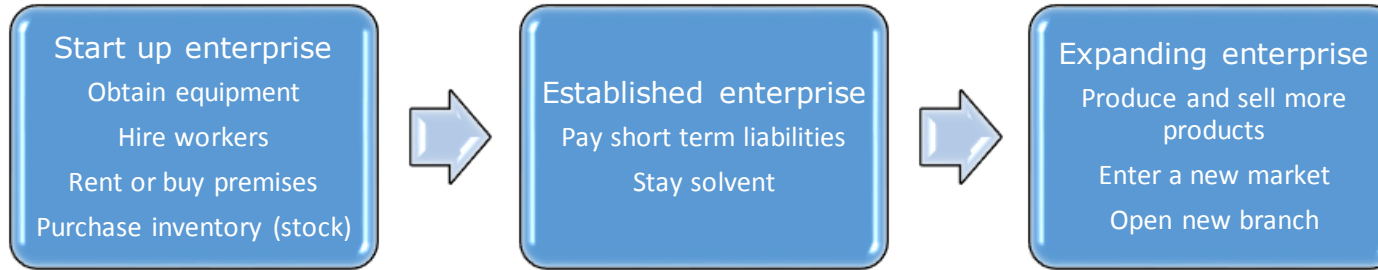 Start up enterprise
Obtain equipment
Hire workers
Rent or buy premises
Purchase inventory (stock)
Established enterprise
Pay short term liabilities
Stay solvent
Expanding enterprise
Produce and sell more
products
Enter a new market
Open new branch